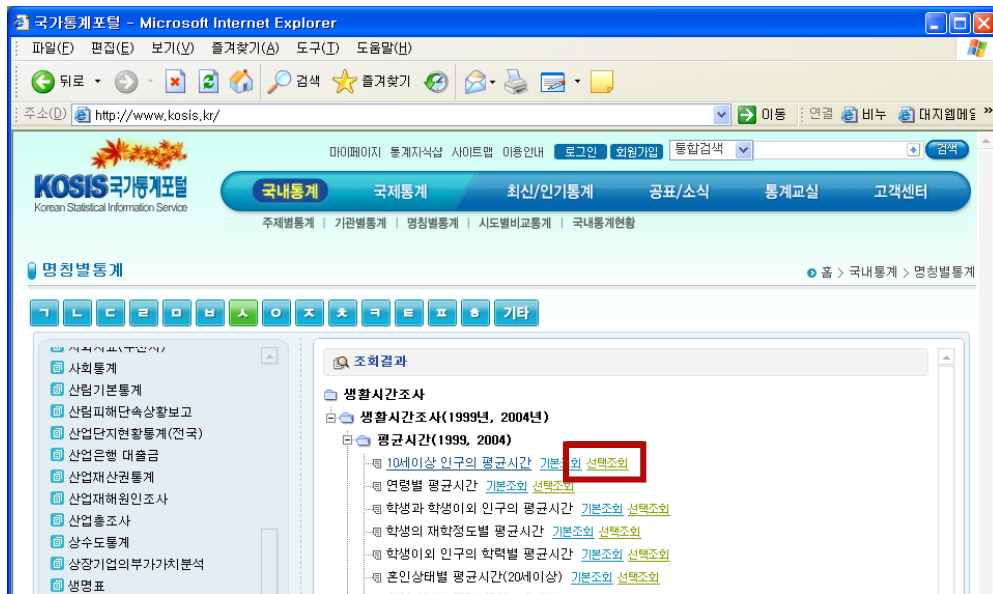 국가통계포털 - Microsoft Internet Explorer
파일(F) 편집(E) 보기(V) 즐겨찾기(A) 도구(T) 도움말(H)
뒤로 검색 즐겨찾기
주소(D) http://www.kosis.kr/ 이동 연결 비누 대지웹메일 »
마이페이지 통계지식샵 사이트맵 이용안내 로그인 회원가입 통합검색 검색
KOSIS 국가통계포털
Korean Statistical Information Service
국내통계 국제통계 최신/인기통계 공표/소식 통계교실 고객센터
주제별통계 | 기관별통계 | 명칭별통계 | 시도별비교통계 | 국내통계현황
명칭별통계
홈 > 국내통계 > 명칭별통계
ㄱ ㄴ ㄷ ㄹ ㅁ ㅂ ㅅ ㅇ ㅈ ㅊ ㅋ ㅌ ㅍ ㅎ 기타
사회통계
산림기본통계
산림피해단속상황보고
산업단지현황통계(전국)
산업은행 대출금
산업재산권통계
산업재해원인조사
산업총조사
상수도통계
상장기업의부가가치분석
생명표
조회결과
생활시간조사
생활시간조사(1999년, 2004년)
평균시간(1999, 2004)
10세이상 인구의 평균시간 기본조회 선택조회
연령별 평균시간 기본조회 선택조회
학생과 학생이외 인구의 평균시간 기본조회 선택조회
학생의 재학정도별 평균시간 기본조회 선택조회
학생이외 인구의 학력별 평균시간 기본조회 선택조회
혼인상태별 평균시간(20세이상) 기본조회 선택조회